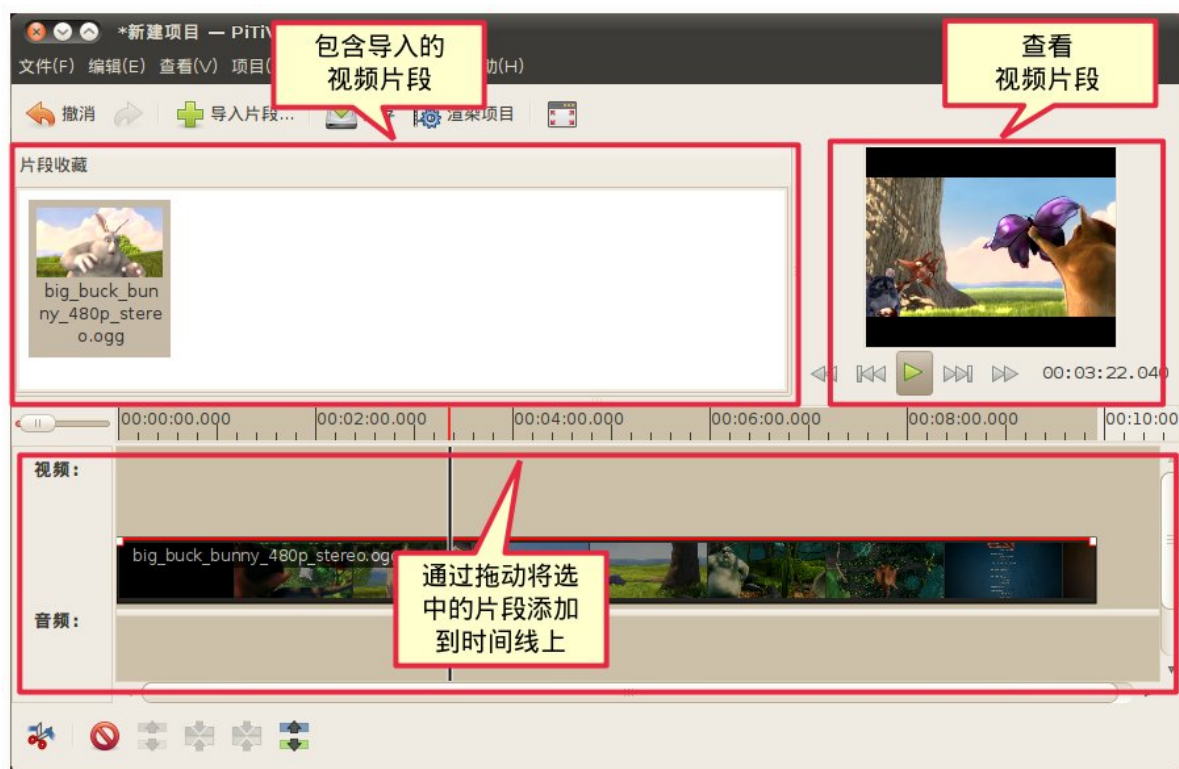 *新建项目 — PiTiV
包含导入的
视频片段
查看
视频片段
文件(F) 编辑(E) 查看(V) 项目(
助(H)
撤消
导入片段...
渲染项目
片段收藏
big_buck_bun
ny_480p_stere
o.ogg
00:03:22.040
00:00:00.000 00:02:00.000 00:04:00.000 00:06:00.000 00:08:00.000 00:10:00
视频:
big_buck_bunny_480p_stereo.ogg
通过拖动将选
中的片段添加
到时间线上
音频: